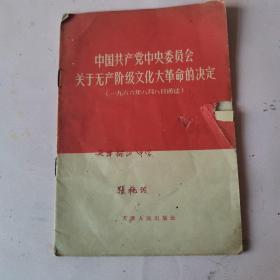 中国共产党中央委员会
关于无产阶级文化大革命的决定
（一九六六年八月八日通过）
天津人民出版社